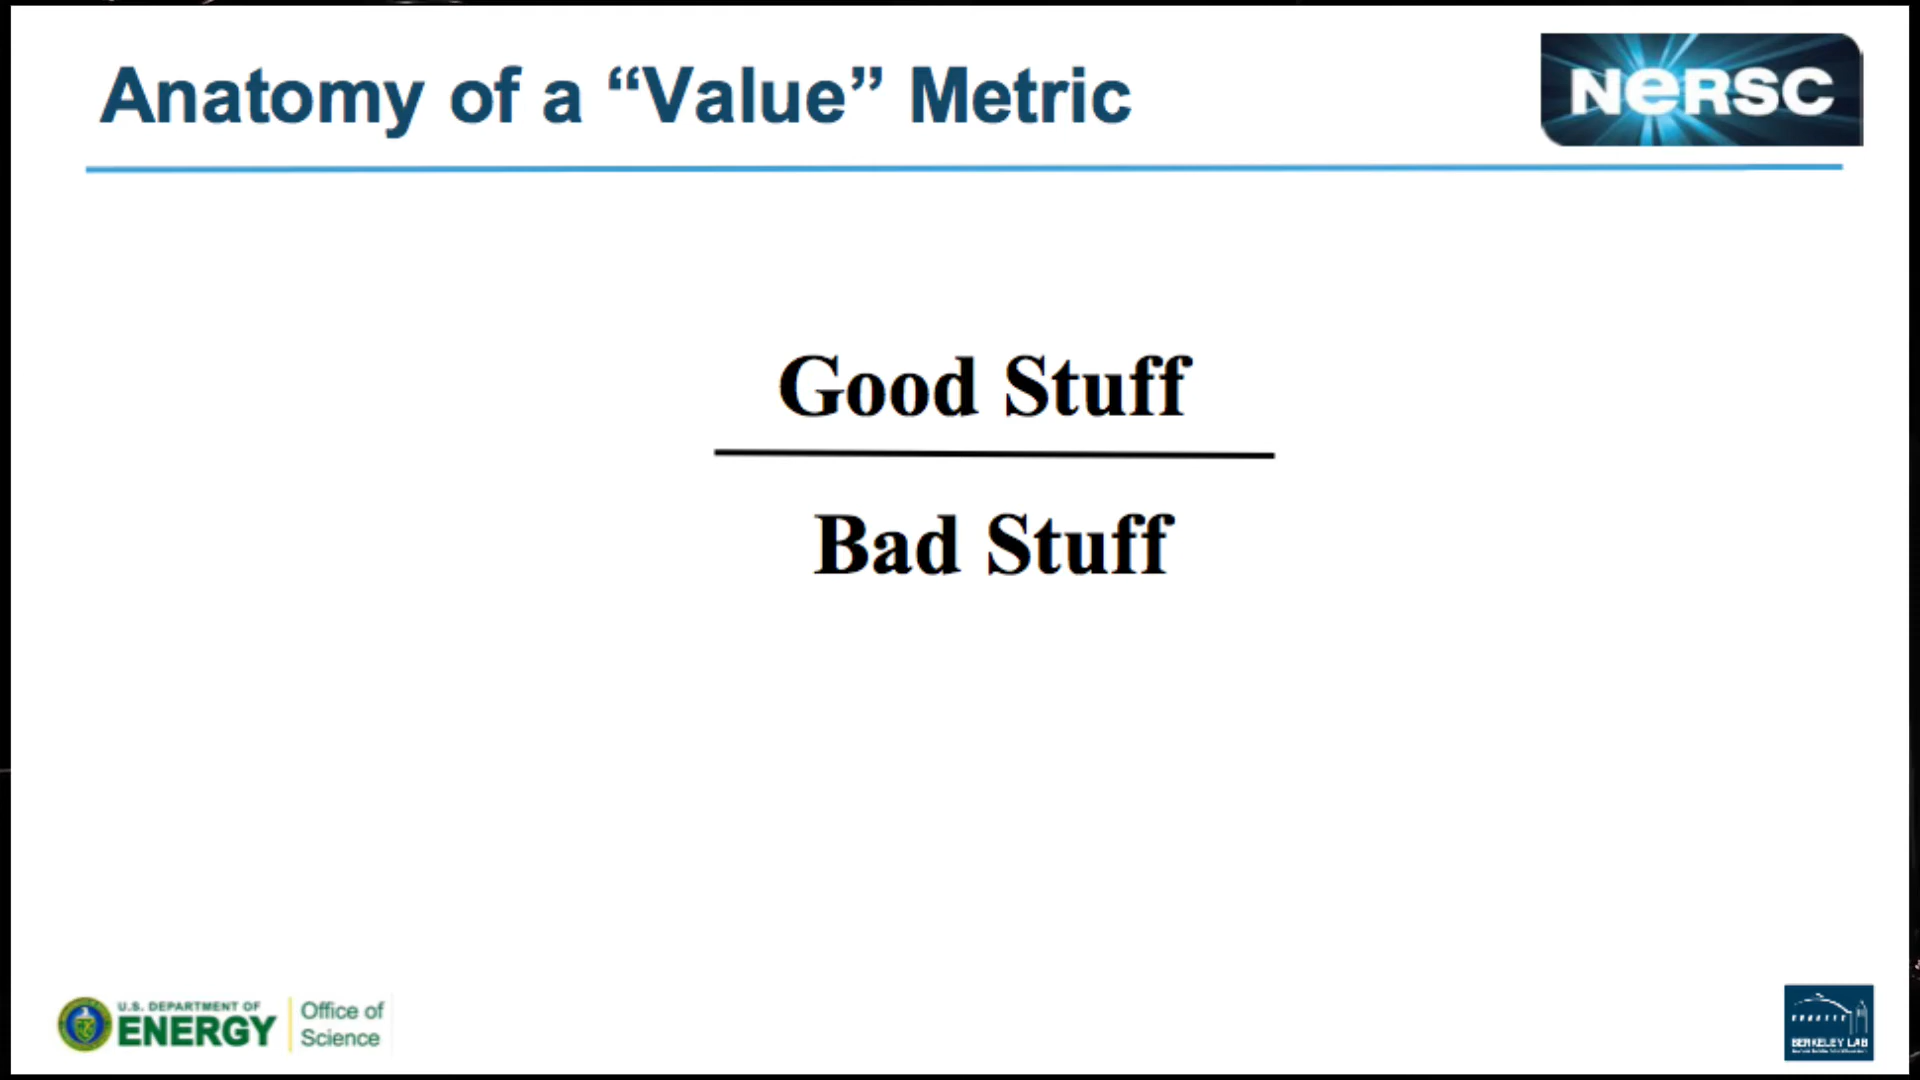 Anatomy of a “Value” Metric
NERSC
Good Stuff
Bad Stuff
U.S. DEPARTMENT OF
ENERGY
Office of
Science
BERKELEY LAB